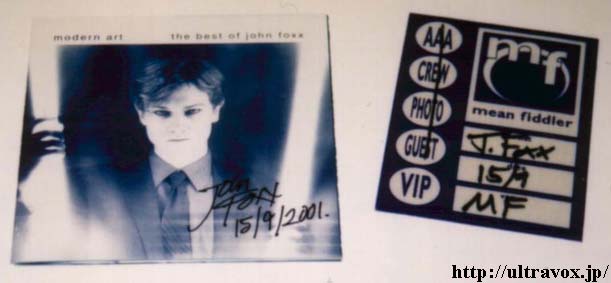 modern art the best of john foxx
John
Foxx
15/9/2001.
AAA
CREW
PHOTO
GUEST
VIP
mf
mean fiddler
J. Foxx
15/9
MF
http://ultravox.jp/